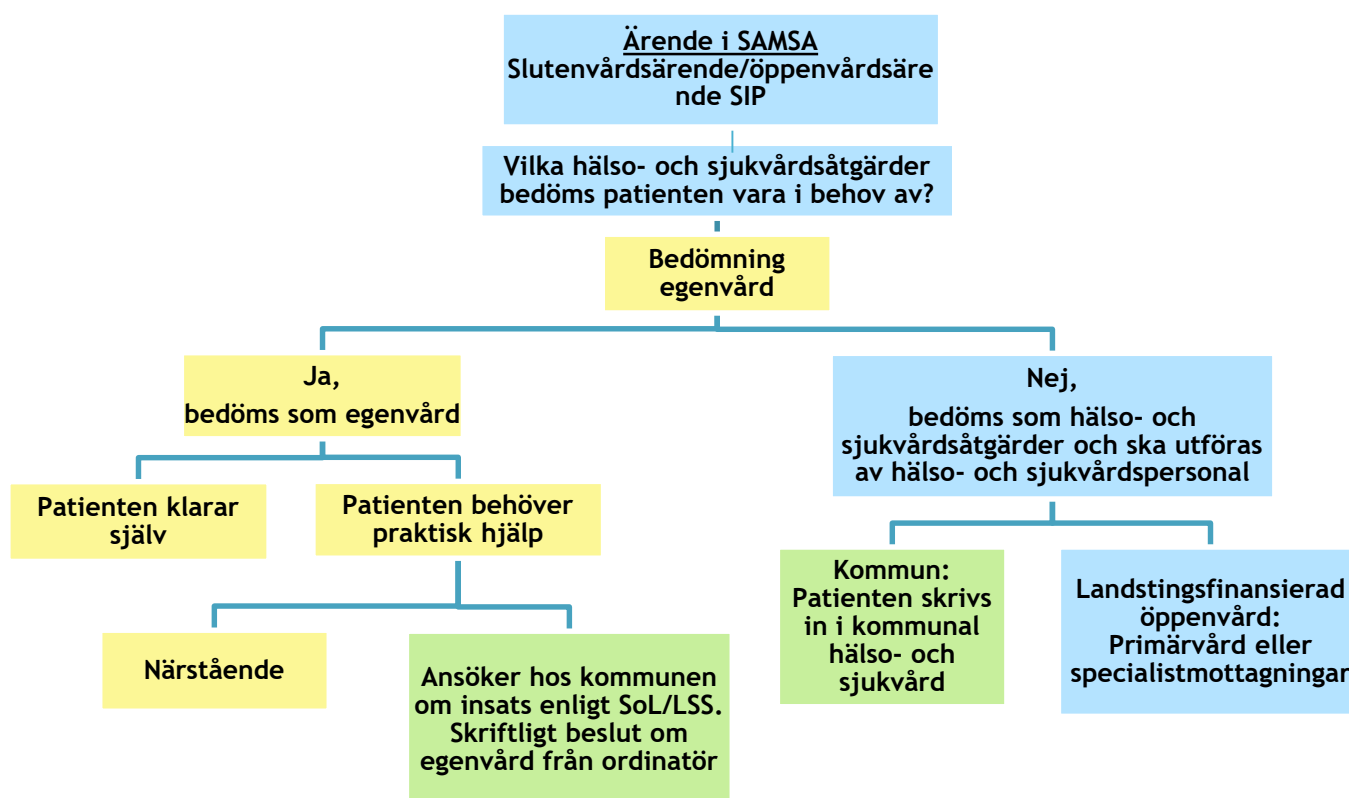 Ärende i SAMSA
Slutenvårdsärende/öppenvårdsäre
nde SIP
Vilka hälso- och sjukvårdsåtgärder
bedöms patienten vara i behov av?
Bedömning
egenvård
Ja,
bedöms som egenvård
Nej,
bedöms som hälso- och
sjukvårdsåtgärder och ska utföras
av hälso- och sjukvårdspersonal
Patienten klarar
själv
Patienten behöver
praktisk hjälp
Kommun:
Patienten skrivs
in i kommunal
hälso- och
sjukvård
Landstingsfinansierad
öppenvård:
Primärvård eller
specialistmottagningar
Närstående
Ansöker hos kommunen
om insats enligt SoL/LSS.
Skriftligt beslut om
egenvård från ordinatör